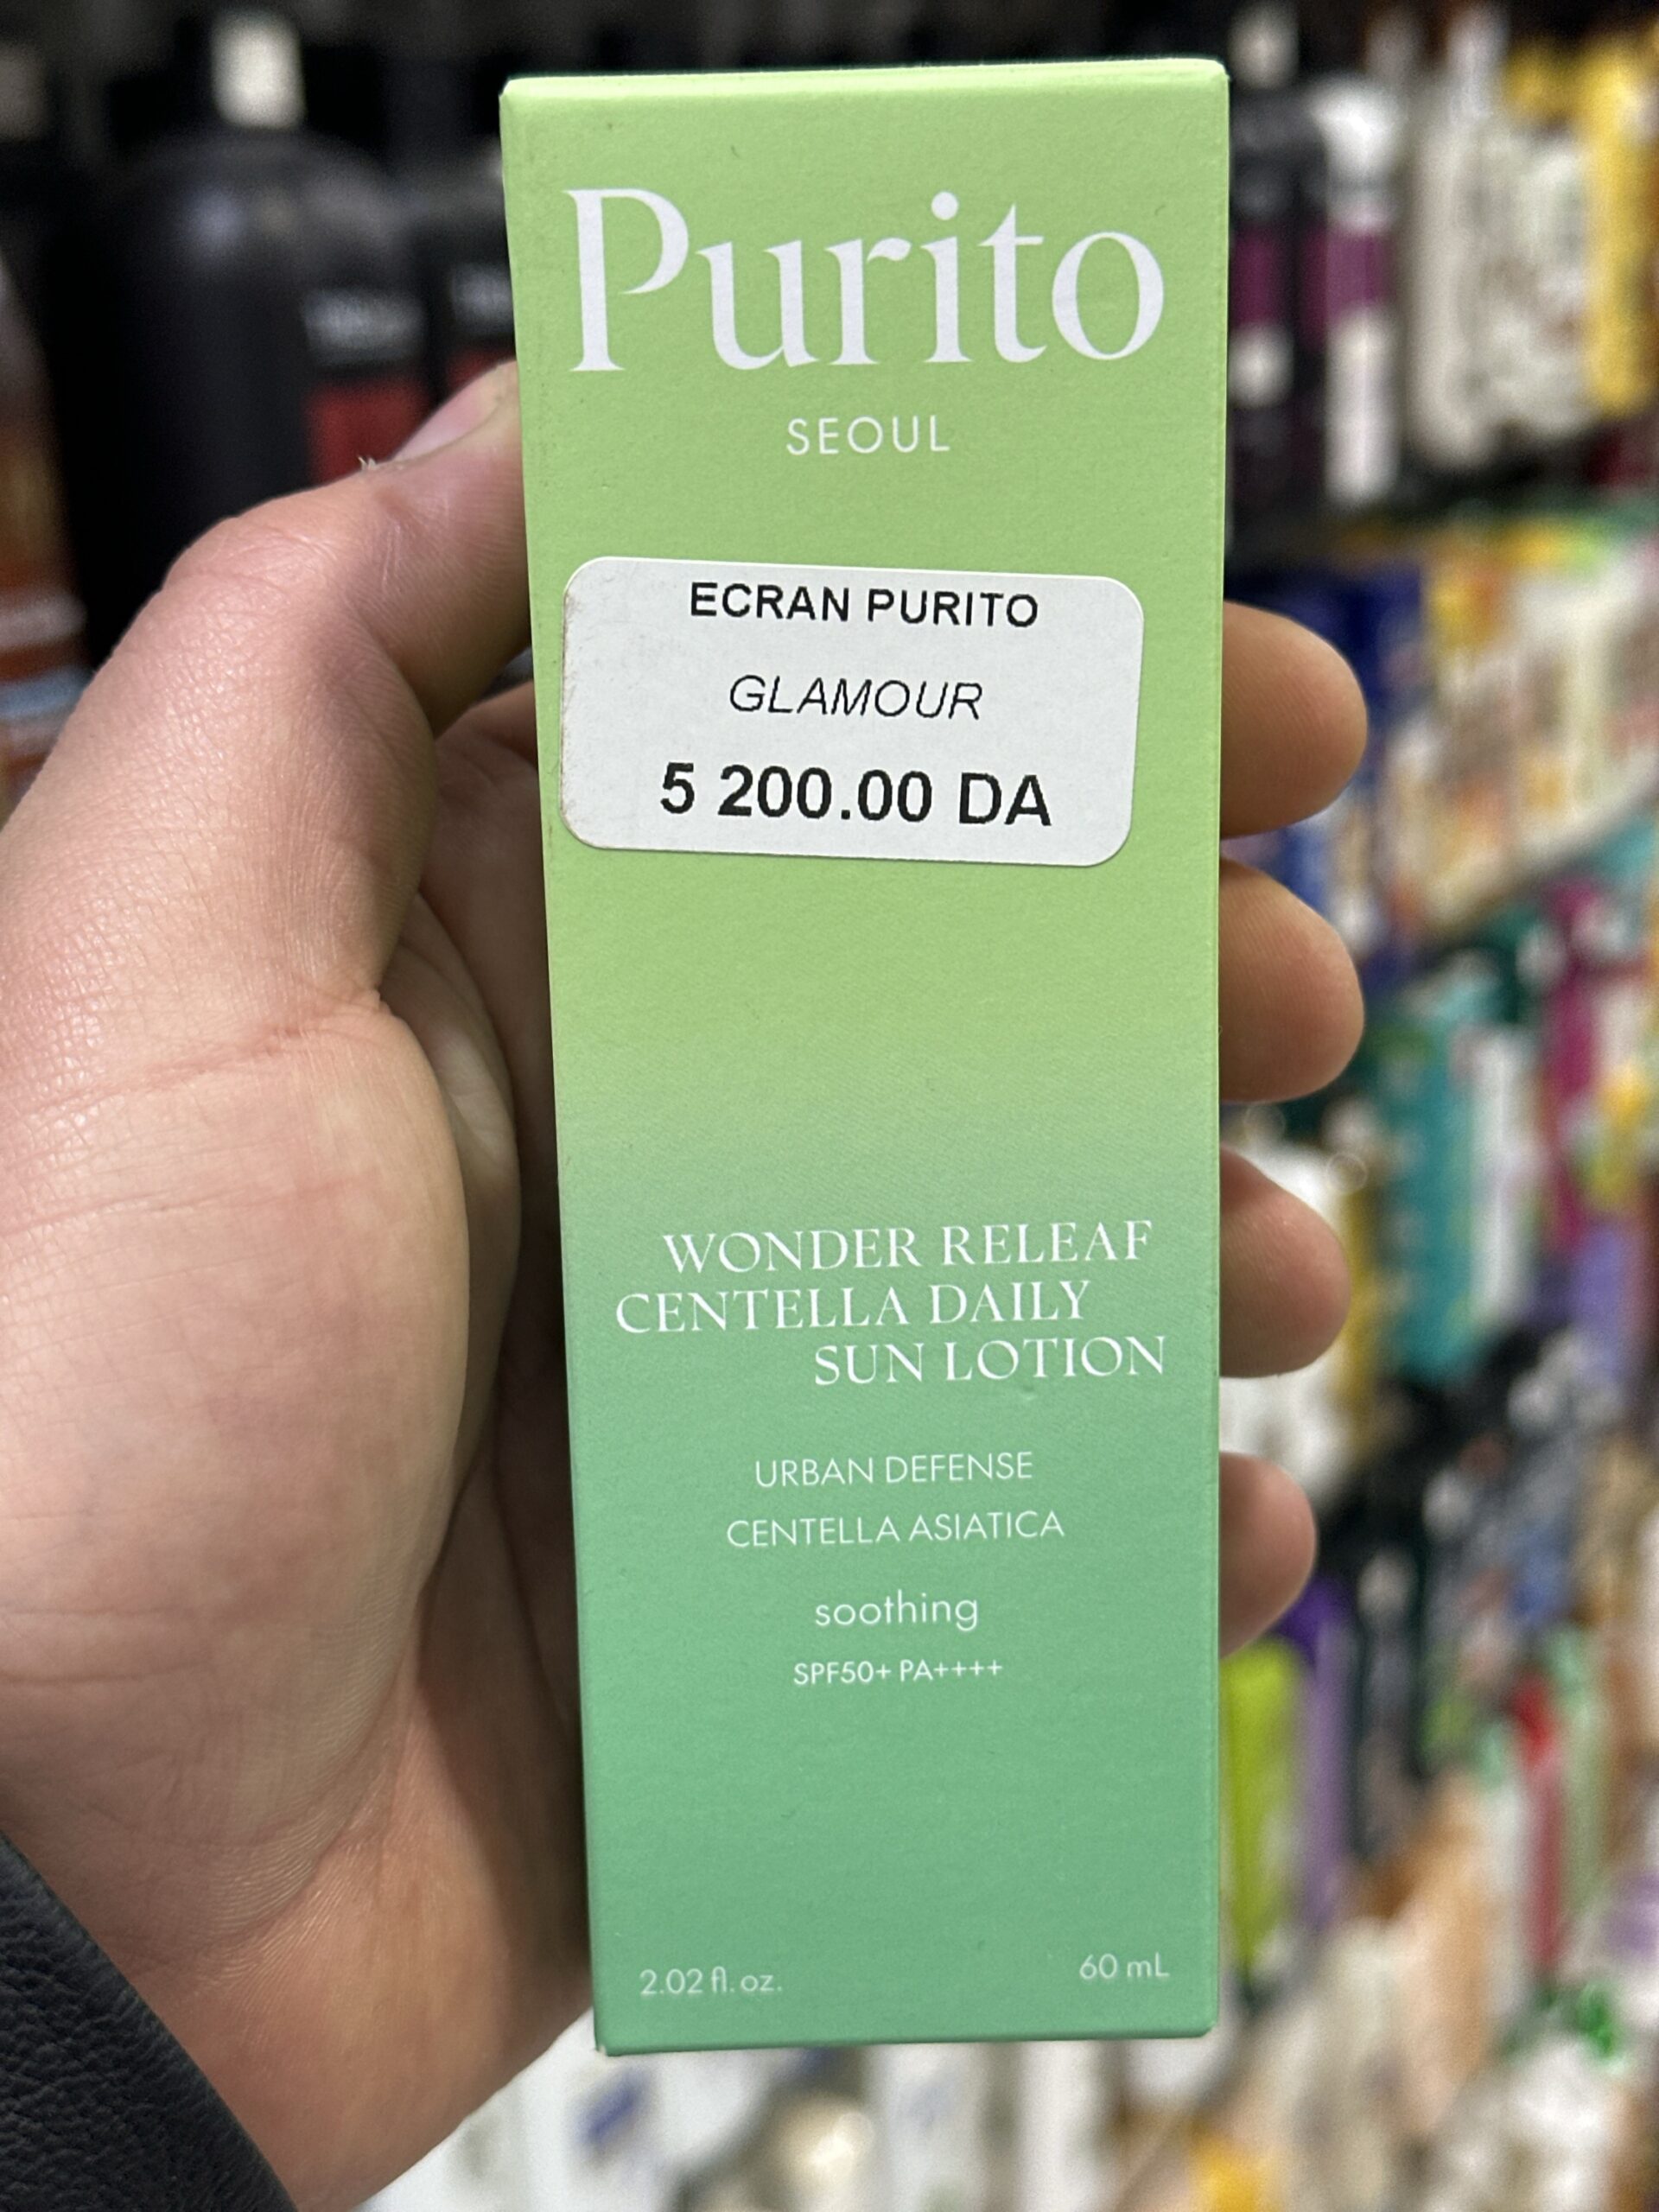 Purito
SEOUL
ECRAN PURITO
GLAMOUR
5 200.00 DA
WONDER RELEAF
CENTELLA DAILY
SUN LOTION
URBAN DEFENSE
CENTELLA ASIATICA
soothing
SPF50+ PA++++
2.02 fl. oz. 60 mL